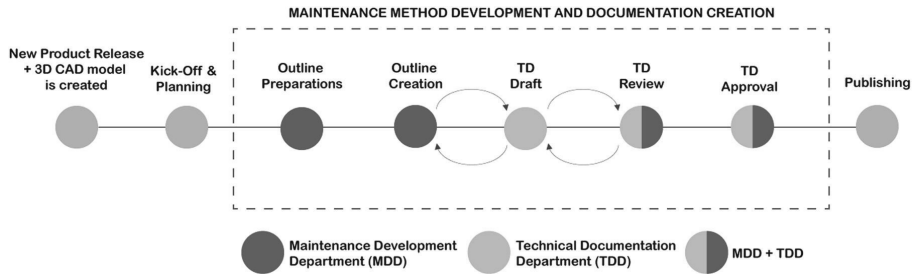 MAINTENANCE METHOD DEVELOPMENT AND DOCUMENTATION CREATION
New Product Release
+ 3D CAD model
is created
Kick-Off &
Planning
Outline
Preparations
Outline
Creation
TD
Draft
TD
Review
TD
Approval
Publishing
Maintenance Development
Department (MDD)
Technical Documentation
Department (TDD)
MDD + TDD